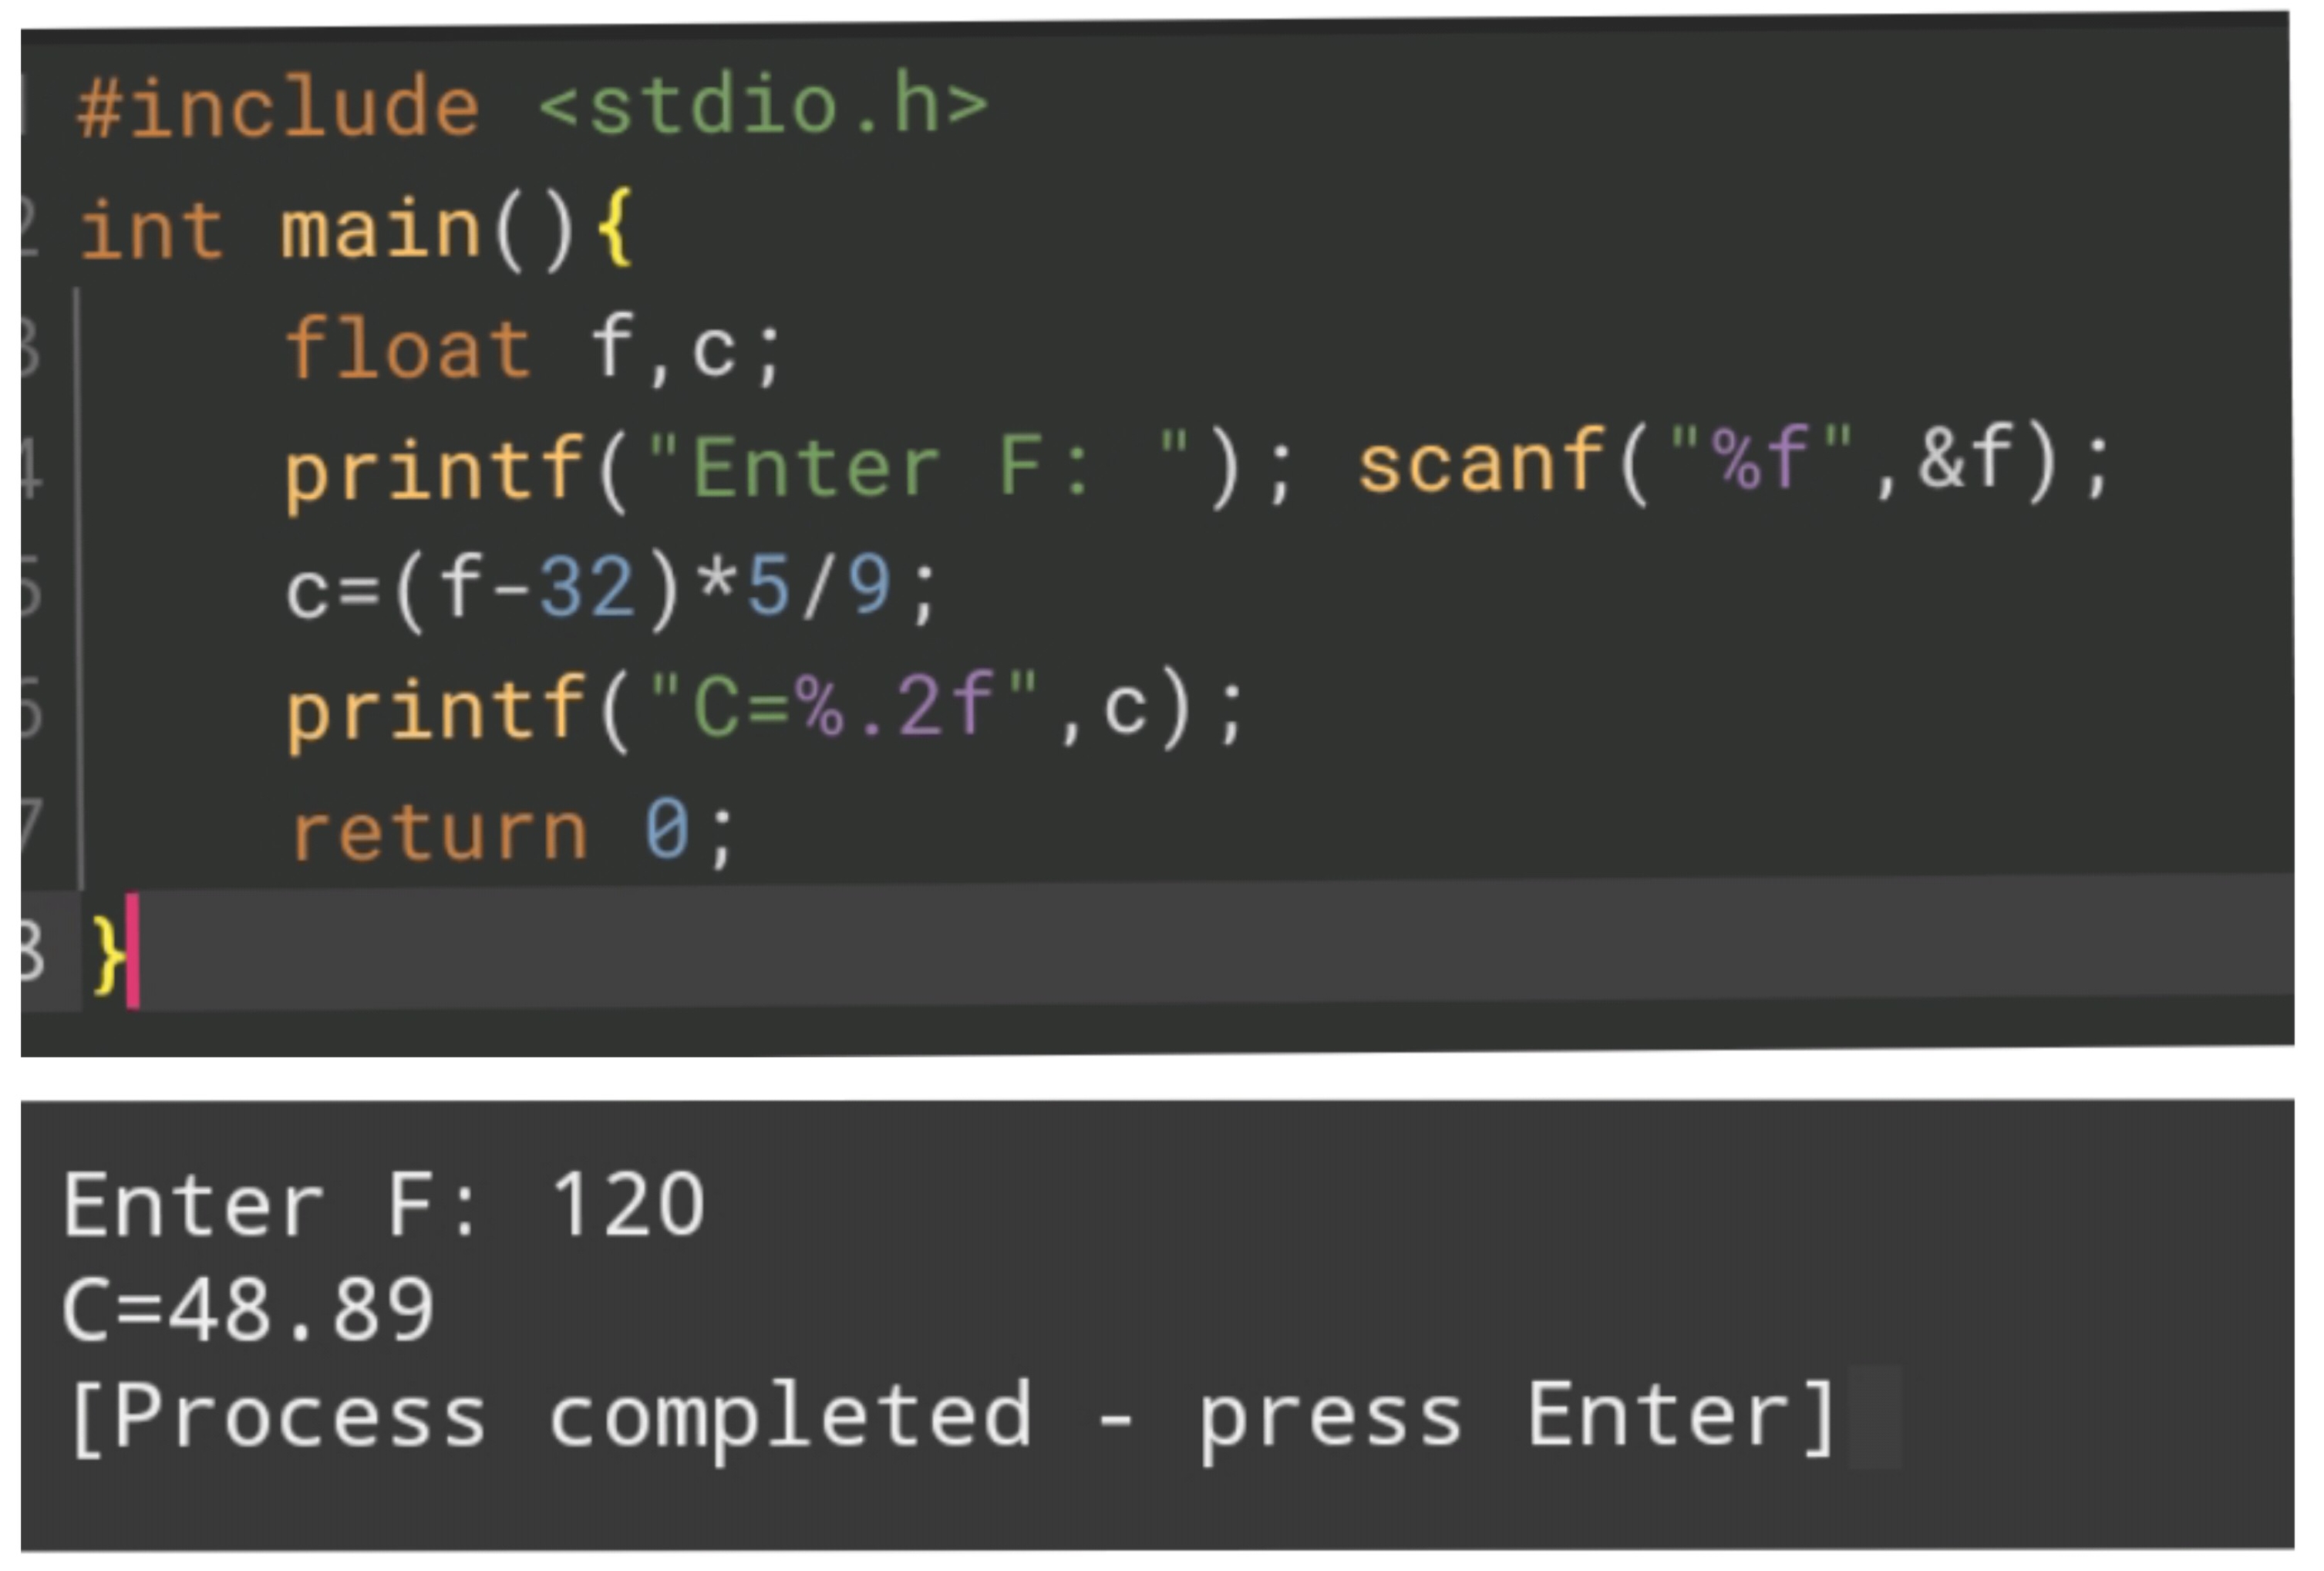 1 #include <stdio.h>
2 int main(){
3 float f,c;
4 printf("Enter F: "); scanf("%f",&f);
5 c=(f-32)*5/9;
6 printf("C=%.2f",c);
7 return 0;
8 }
Enter F: 120
C=48.89
[Process completed - press Enter]